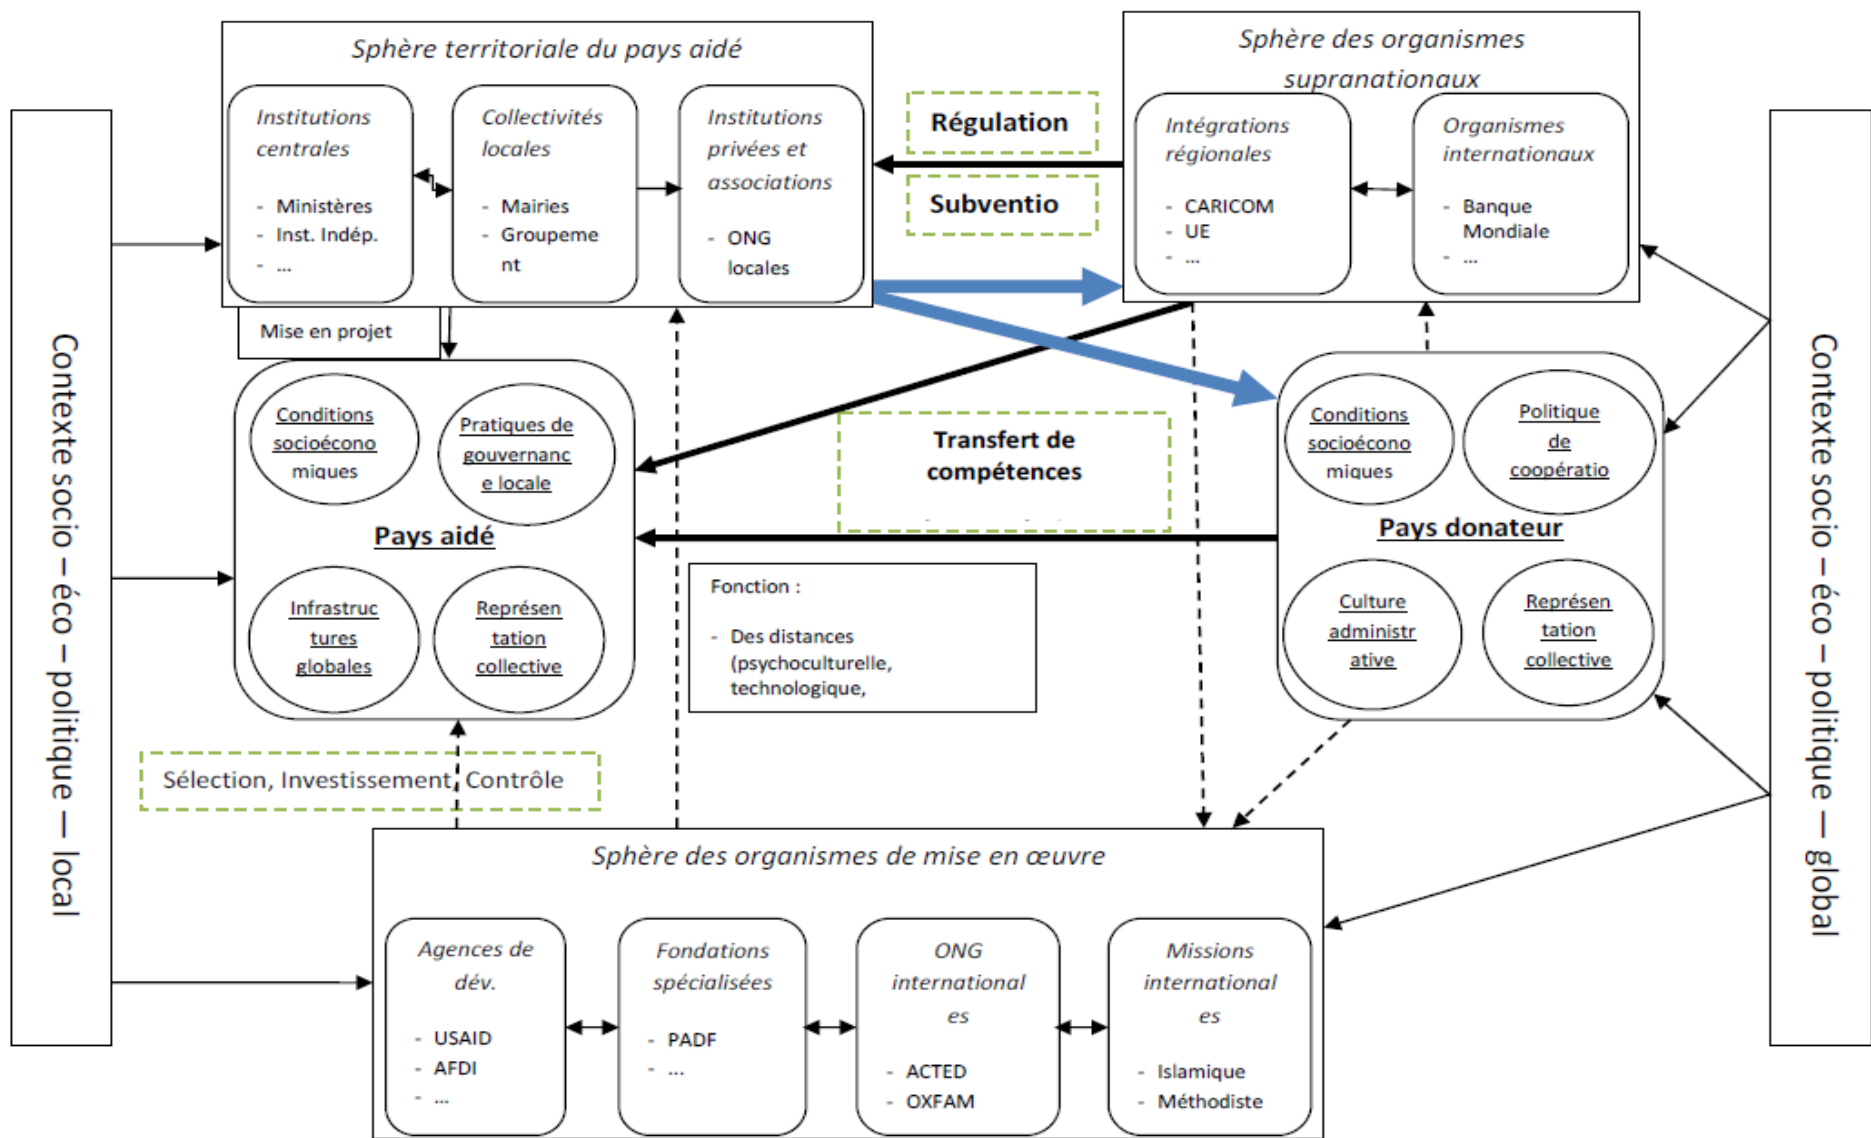 Contexte socio – éco – politique — local
Sphère territoriale du pays aidé
Institutions
centrales
- Ministères
- Inst. Indép.
- ...
Collectivités
locales
- Mairies
- Groupeme
nt
Institutions
privées et
associations
- ONG
locales
Régulation
Subventio
Sphère des organismes
supranationaux
Intégrations
régionales
- CARICOM
- UE
- ...
Organismes
internationaux
- Banque
Mondiale
- ...
Contexte socio – éco – politique — global
Mise en projet
Conditions
socioécono
miques
Pratiques de
gouvernanc
e locale
Pays aidé
Infrastruc
tures
globales
Représen
tation
collective
Transfert de
compétences
Fonction :
- Des distances
(psychoculturelle,
technologique,
Conditions
socioécono
miques
Politique
de
coopératio
Pays donateur
Culture
administr
ative
Représen
tation
collective
Sélection, Investissement, Contrôle
Sphère des organismes de mise en œuvre
Agences de
dév.
- USAID
- AFDI
- ...
Fondations
spécialisées
- PADF
- ...
ONG
international
es
- ACTED
- OXFAM
Missions
international
es
- Islamique
- Méthodiste